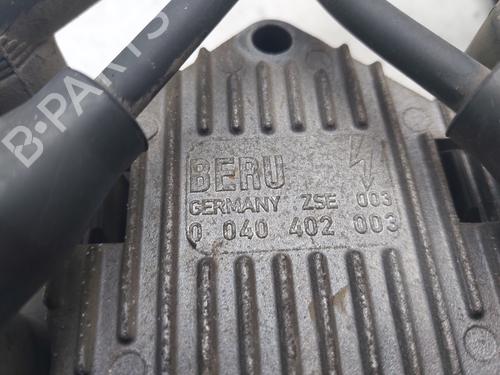 B-PARTS
BERU
GERMANY ZSE 003
0 040 402 003